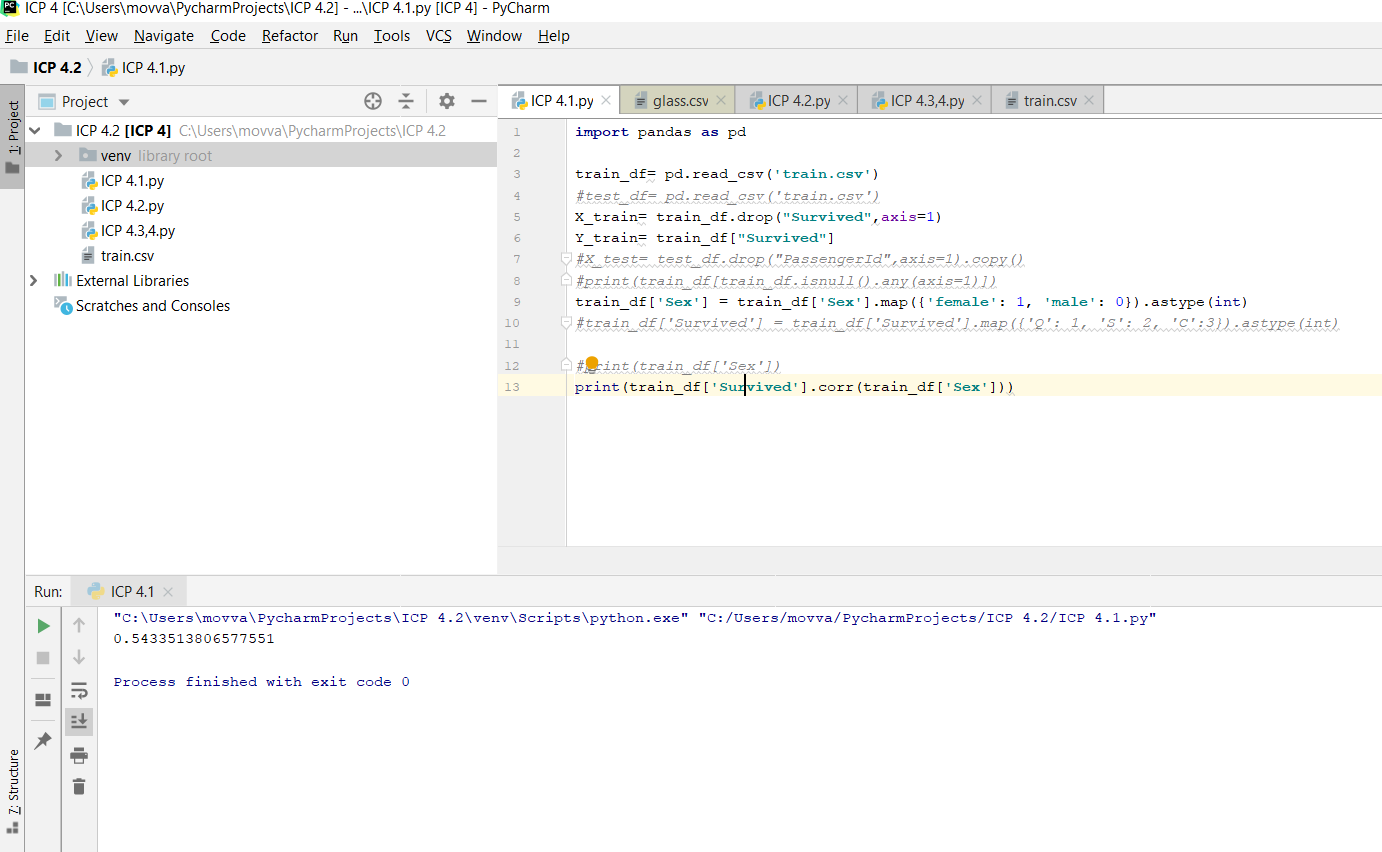 ICP 4 [C:\Users\movva\PycharmProjects\ICP 4.2] - ...\ICP 4.1.py [ICP 4] - PyCharm
File Edit View Navigate Code Refactor Run Tools VCS Window Help
ICP 4.2 ICP 4.1.py
1: Project
Project
ICP 4.2 [ICP 4] C:\Users\movva\PycharmProjects\ICP 4.2
venv library root
ICP 4.1.py
ICP 4.2.py
ICP 4.3,4.py
train.csv
External Libraries
Scratches and Consoles
ICP 4.1.py glass.csv ICP 4.2.py ICP 4.3,4.py train.csv
1 import pandas as pd
2
3 train_df= pd.read_csv('train.csv')
4 #test_df= pd.read_csv('train.csv')
5 X_train= train_df.drop("Survived",axis=1)
6 Y_train= train_df["Survived"]
7 #X_test= test_df.drop("PassengerId",axis=1).copy()
8 #print(train_df[train_df.isnull().any(axis=1)])
9 train_df['Sex'] = train_df['Sex'].map({'female': 1, 'male': 0}).astype(int)
10 #train_df['Survived'] = train_df['Survived'].map({'Q': 1, 'S': 2, 'C':3}).astype(int)
11
12 #print(train_df['Sex'])
13 print(train_df['Survived'].corr(train_df['Sex']))
Run: ICP 4.1
"C:\Users\movva\PycharmProjects\ICP 4.2\venv\Scripts\python.exe" "C:/Users/movva/PycharmProjects/ICP 4.2/ICP 4.1.py"
0.5433513806577551
Process finished with exit code 0
7: Structure